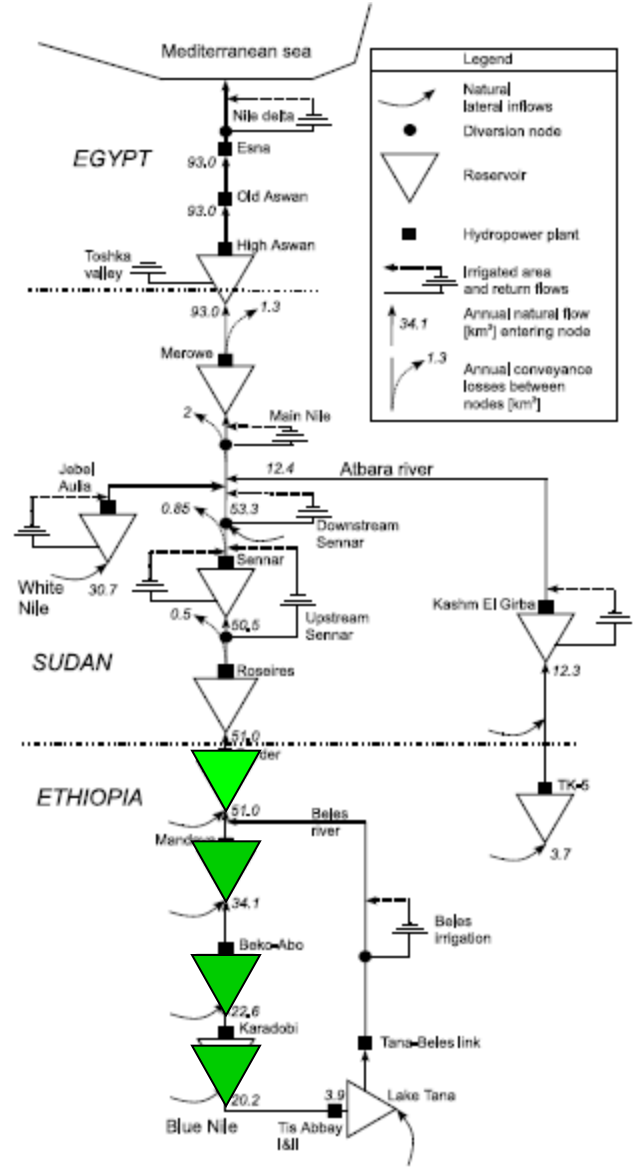 Mediterranean sea
Legend
Natural
lateral inflows
Diversion node
Reservoir
Hydropower plant
Irrigated area
and return flows
34.1
Annual natural flow
[km³] entering node
1.3
Annual conveyance
losses between
nodes [km³]
Nile delta
EGYPT
Esna
93.0
Old Aswan
93.0
High Aswan
Toshka
valley
93.0
1.3
Merowe
2
Main Nile
12.4
Atbara river
Jebel
Aulia
0.85
53.3
Downstream
Sennar
Sennar
White
Nile
30.7
Kashm El Girba
0.5
50.5
Upstream
Sennar
SUDAN
Roseires
12.3
51.0
ETHIOPIA
TK-5
51.0
Beles
river
3.7
34.1
Beles
irrigation
Beko-Abo
22.6
Karadobi
Tana-Beles link
20.2
3.9
Lake Tana
Blue Nile
Tis Abbay
I&II